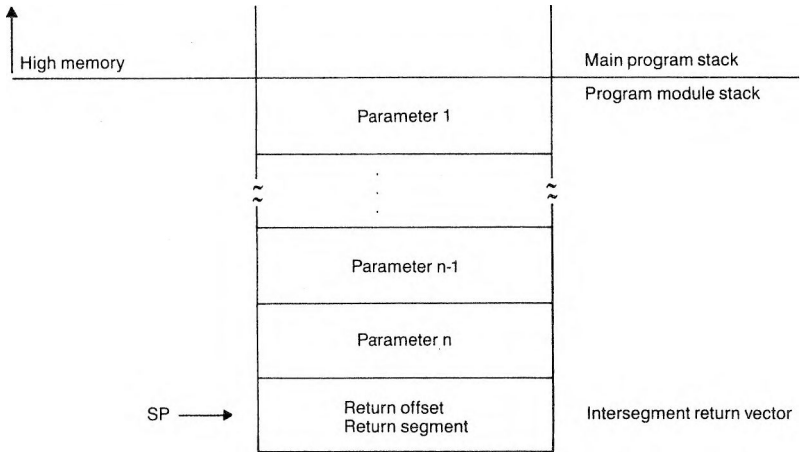 High memory
Main program stack
Program module stack
Parameter 1
Parameter n-1
Parameter n
SP
Return offset
Return segment
Intersegment return vector